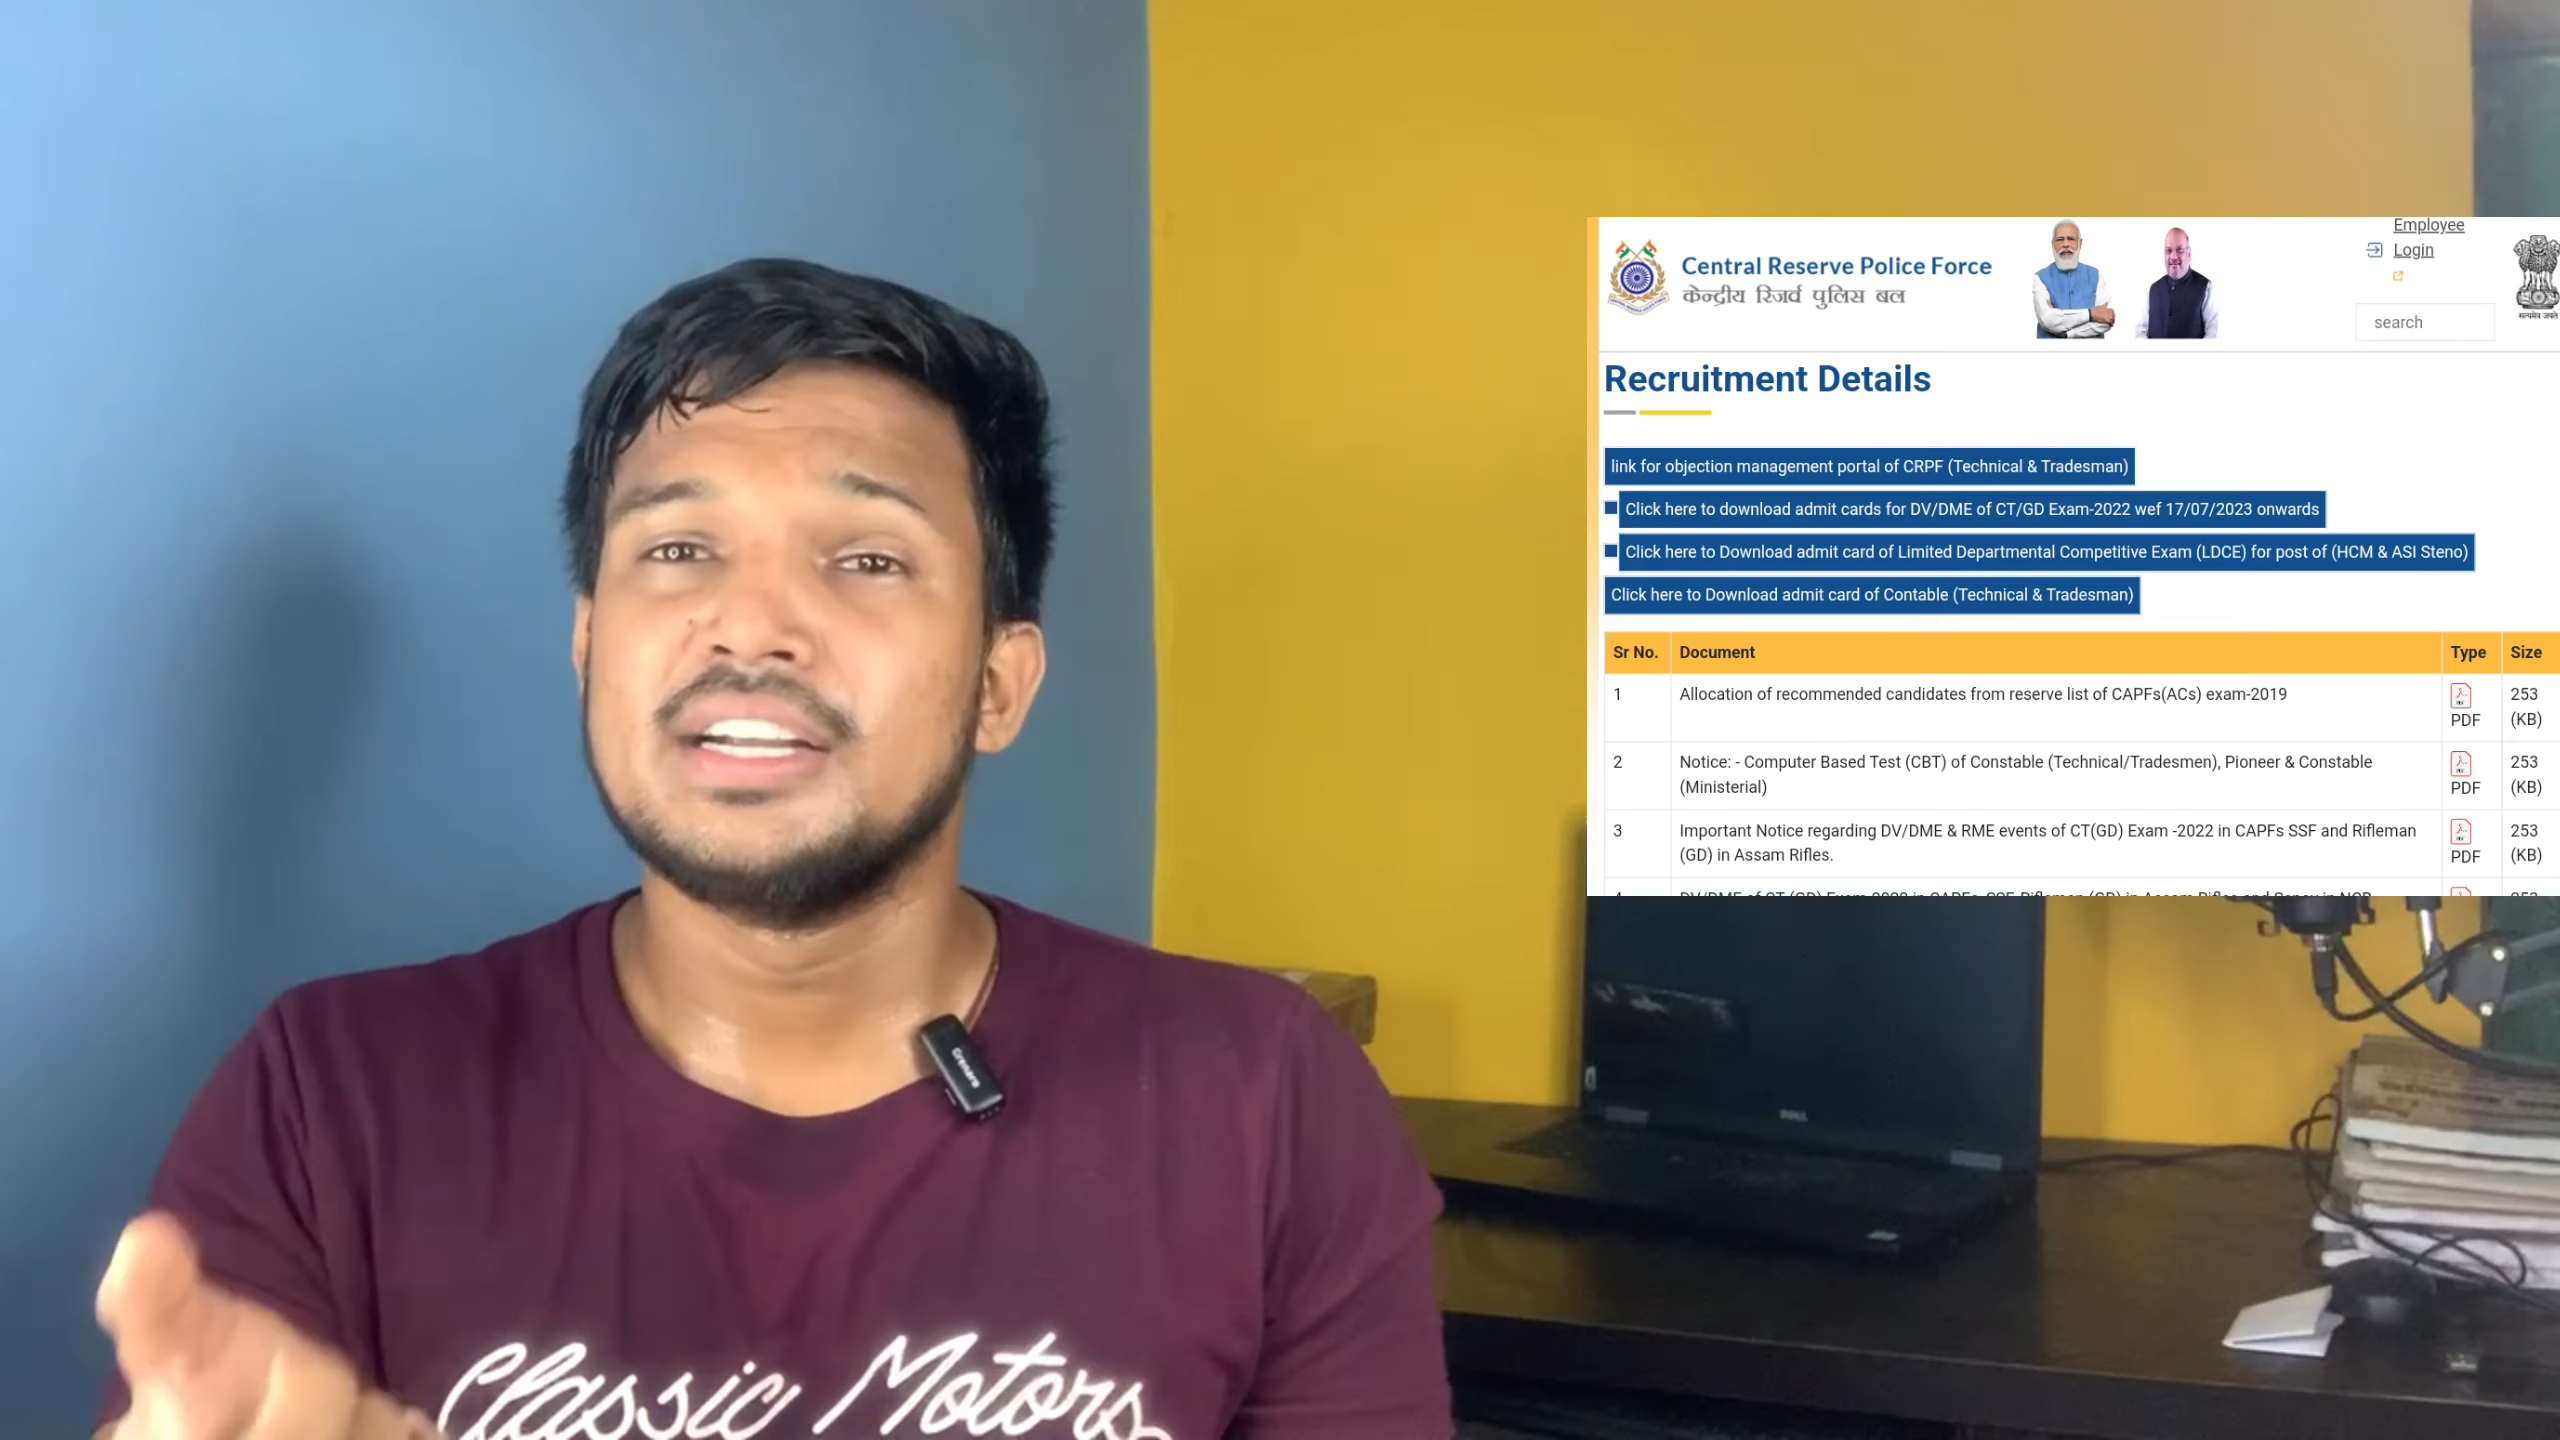 Employee
Login
search
Central Reserve Police Force
केन्द्रीय रिजर्व पुलिस बल
सत्यमेव जयते
Recruitment Details
link for objection management portal of CRPF (Technical & Tradesman)
Click here to download admit cards for DV/DME of CT/GD Exam-2022 wef 17/07/2023 onwards
Click here to Download admit card of Limited Departmental Competitive Exam (LDCE) for post of (HCM & ASI Steno)
Click here to Download admit card of Contable (Technical & Tradesman)
Sr No. Document Type Size
1 Allocation of recommended candidates from reserve list of CAPFs(ACs) exam-2019 PDF 253
(KB)
2 Notice: - Computer Based Test (CBT) of Constable (Technical/Tradesmen), Pioneer & Constable PDF 253
(Ministerial) (KB)
3 Important Notice regarding DV/DME & RME events of CT(GD) Exam -2022 in CAPFs SSF and Rifleman PDF 253
(GD) in Assam Rifles. (KB)
Grenaro
DELL
Classic Motors